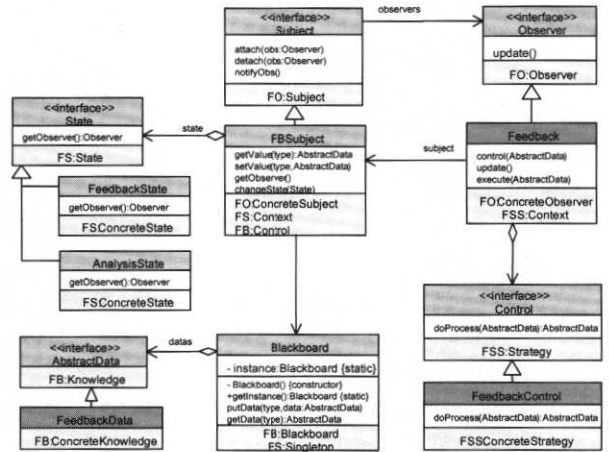 <<interface>>
Subject
attach(obs:Observer)
detach(obs:Observer)
notifyObs()
FO:Subject
observers
<<interface>>
Observer
update()
FO:Observer
<<interface>>
State
getObserver():Observer
FS:State
state
FBSubject
getValue(type):AbstractData
setValue(type,AbstractData)
getObserver()
changeState(State)
FO:ConcreteSubject
FS:Context
FB:Control
subject
Feedback
control(AbstractData)
update()
execute(AbstractData)
FO:ConcreteObserver
FSS:Context
FeedbackState
getObserver():Observer
FS:ConcreteState
AnalysisState
getObserver():Observer
FS:ConcreteState
<<interface>>
Control
doProcess(AbstractData):AbstractData
FSS:Strategy
<<interface>>
AbstractData
FB:Knowledge
datas
Blackboard
- instance:Blackboard {static}
- Blackboard() {constructor}
+getInstance():Blackboard {static}
putData(type,data:AbstractData)
getData(type):AbstractData
FB:Blackboard
FS:Singleton
FeedbackData
FB:ConcreteKnowledge
FeedbackControl
doProcess(AbstractData):AbstractData
FSSConcreteStrategy